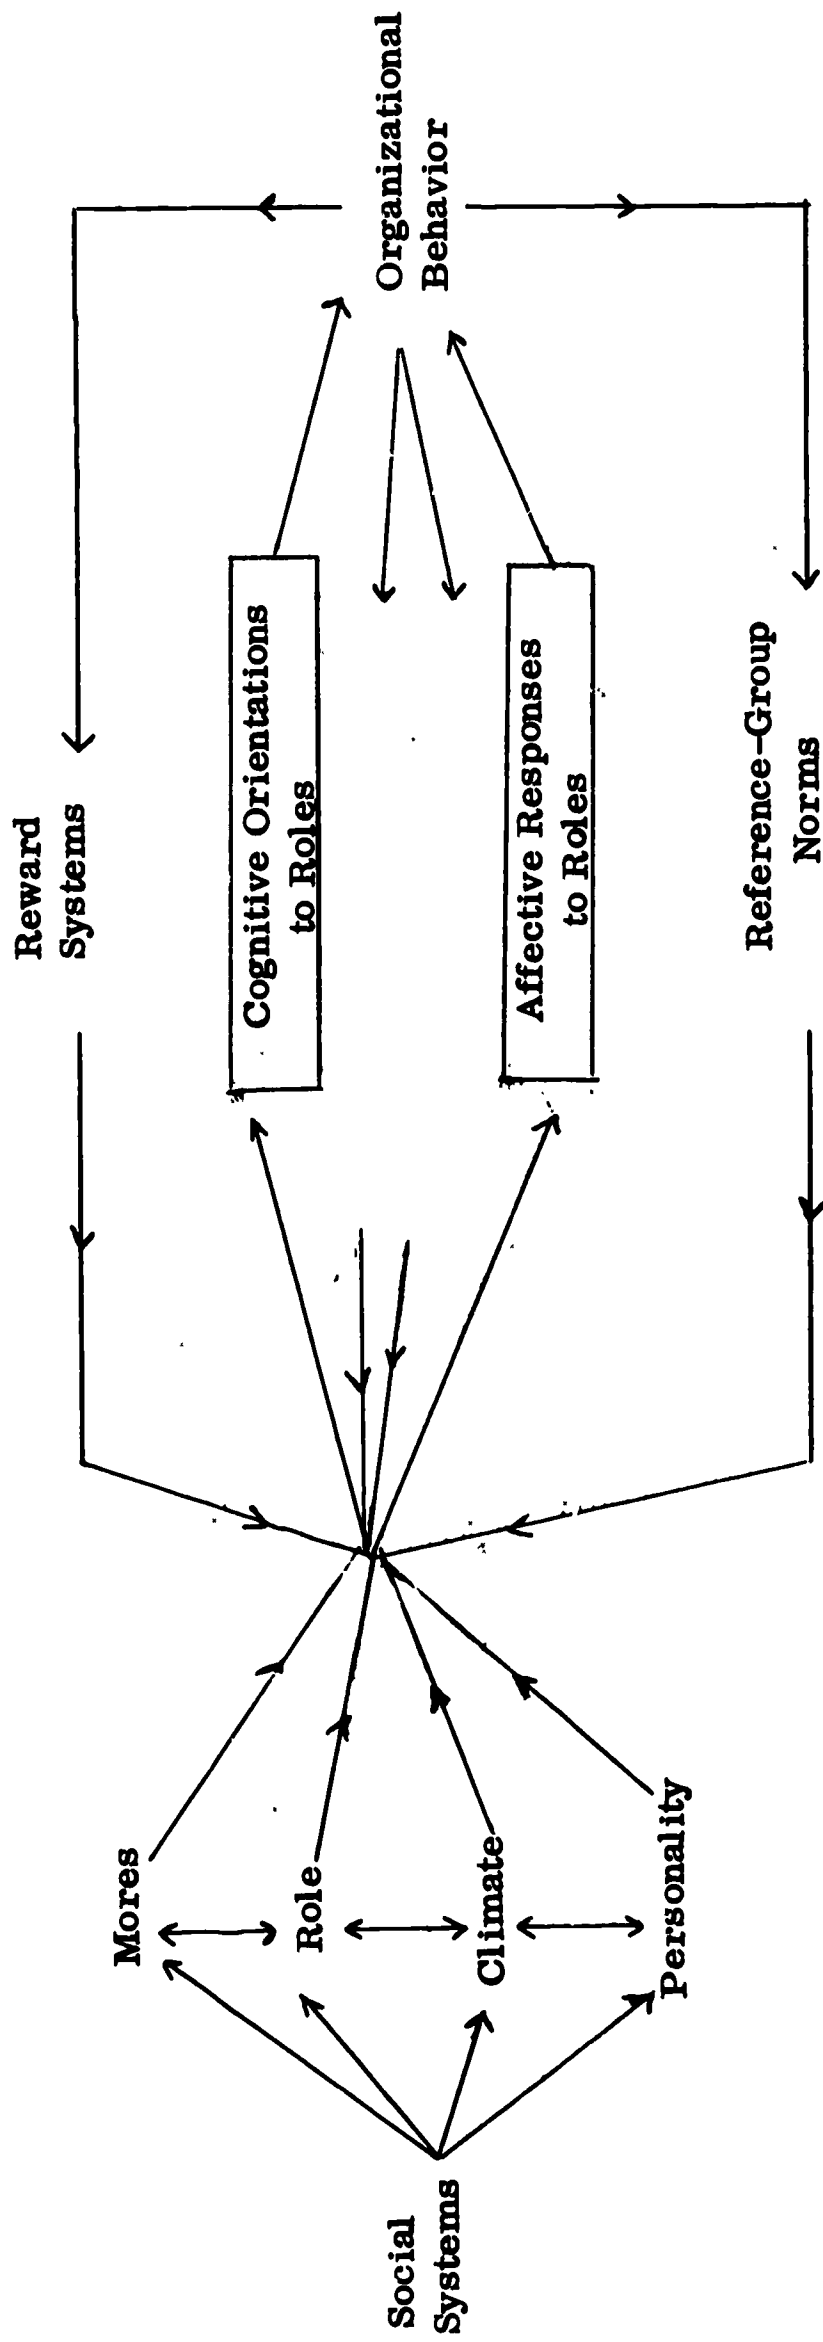 Social
Systems
Mores
Role
Climate
Personality
Reward
Systems
Cognitive Orientations
to Roles
Affective Responses
to Roles
Reference-Group
Norms
Organizational
Behavior